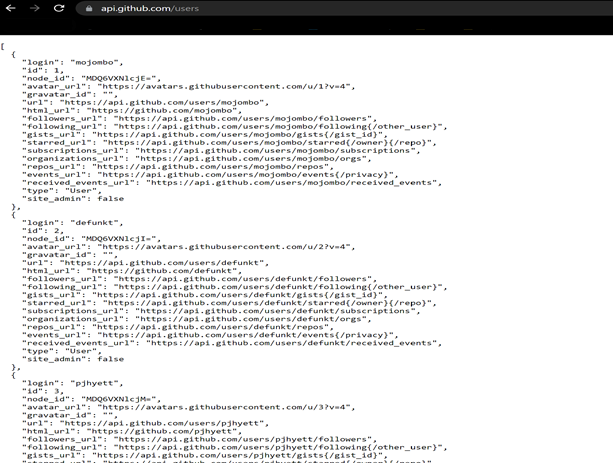 api.github.com/users
[
{
"login": "mojombo",
"id": 1,
"node_id": "MDQ6VXNlcjE=",
"avatar_url": "https://avatars.githubusercontent.com/u/1?v=4",
"gravatar_id": "",
"url": "https://api.github.com/users/mojombo",
"html_url": "https://github.com/mojombo",
"followers_url": "https://api.github.com/users/mojombo/followers",
"following_url": "https://api.github.com/users/mojombo/following{/other_user}",
"gists_url": "https://api.github.com/users/mojombo/gists{/gist_id}",
"starred_url": "https://api.github.com/users/mojombo/starred{/owner}{/repo}",
"subscriptions_url": "https://api.github.com/users/mojombo/subscriptions",
"organizations_url": "https://api.github.com/users/mojombo/orgs",
"repos_url": "https://api.github.com/users/mojombo/repos",
"events_url": "https://api.github.com/users/mojombo/events{/privacy}",
"received_events_url": "https://api.github.com/users/mojombo/received_events",
"type": "User",
"site_admin": false
},
{
"login": "defunkt",
"id": 2,
"node_id": "MDQ6VXNlcjI=",
"avatar_url": "https://avatars.githubusercontent.com/u/2?v=4",
"gravatar_id": "",
"url": "https://api.github.com/users/defunkt",
"html_url": "https://github.com/defunkt",
"followers_url": "https://api.github.com/users/defunkt/followers",
"following_url": "https://api.github.com/users/defunkt/following{/other_user}",
"gists_url": "https://api.github.com/users/defunkt/gists{/gist_id}",
"starred_url": "https://api.github.com/users/defunkt/starred{/owner}{/repo}",
"subscriptions_url": "https://api.github.com/users/defunkt/subscriptions",
"organizations_url": "https://api.github.com/users/defunkt/orgs",
"repos_url": "https://api.github.com/users/defunkt/repos",
"events_url": "https://api.github.com/users/defunkt/events{/privacy}",
"received_events_url": "https://api.github.com/users/defunkt/received_events",
"type": "User",
"site_admin": false
},
{
"login": "pjhyett",
"id": 3,
"node_id": "MDQ6VXNlcjM=",
"avatar_url": "https://avatars.githubusercontent.com/u/3?v=4",
"gravatar_id": "",
"url": "https://api.github.com/users/pjhyett",
"html_url": "https://github.com/pjhyett",
"followers_url": "https://api.github.com/users/pjhyett/followers",
"following_url": "https://api.github.com/users/pjhyett/following{/other_user}",
"gists_url": "https://api.github.com/users/pjhyett/gists{/gist_id}",